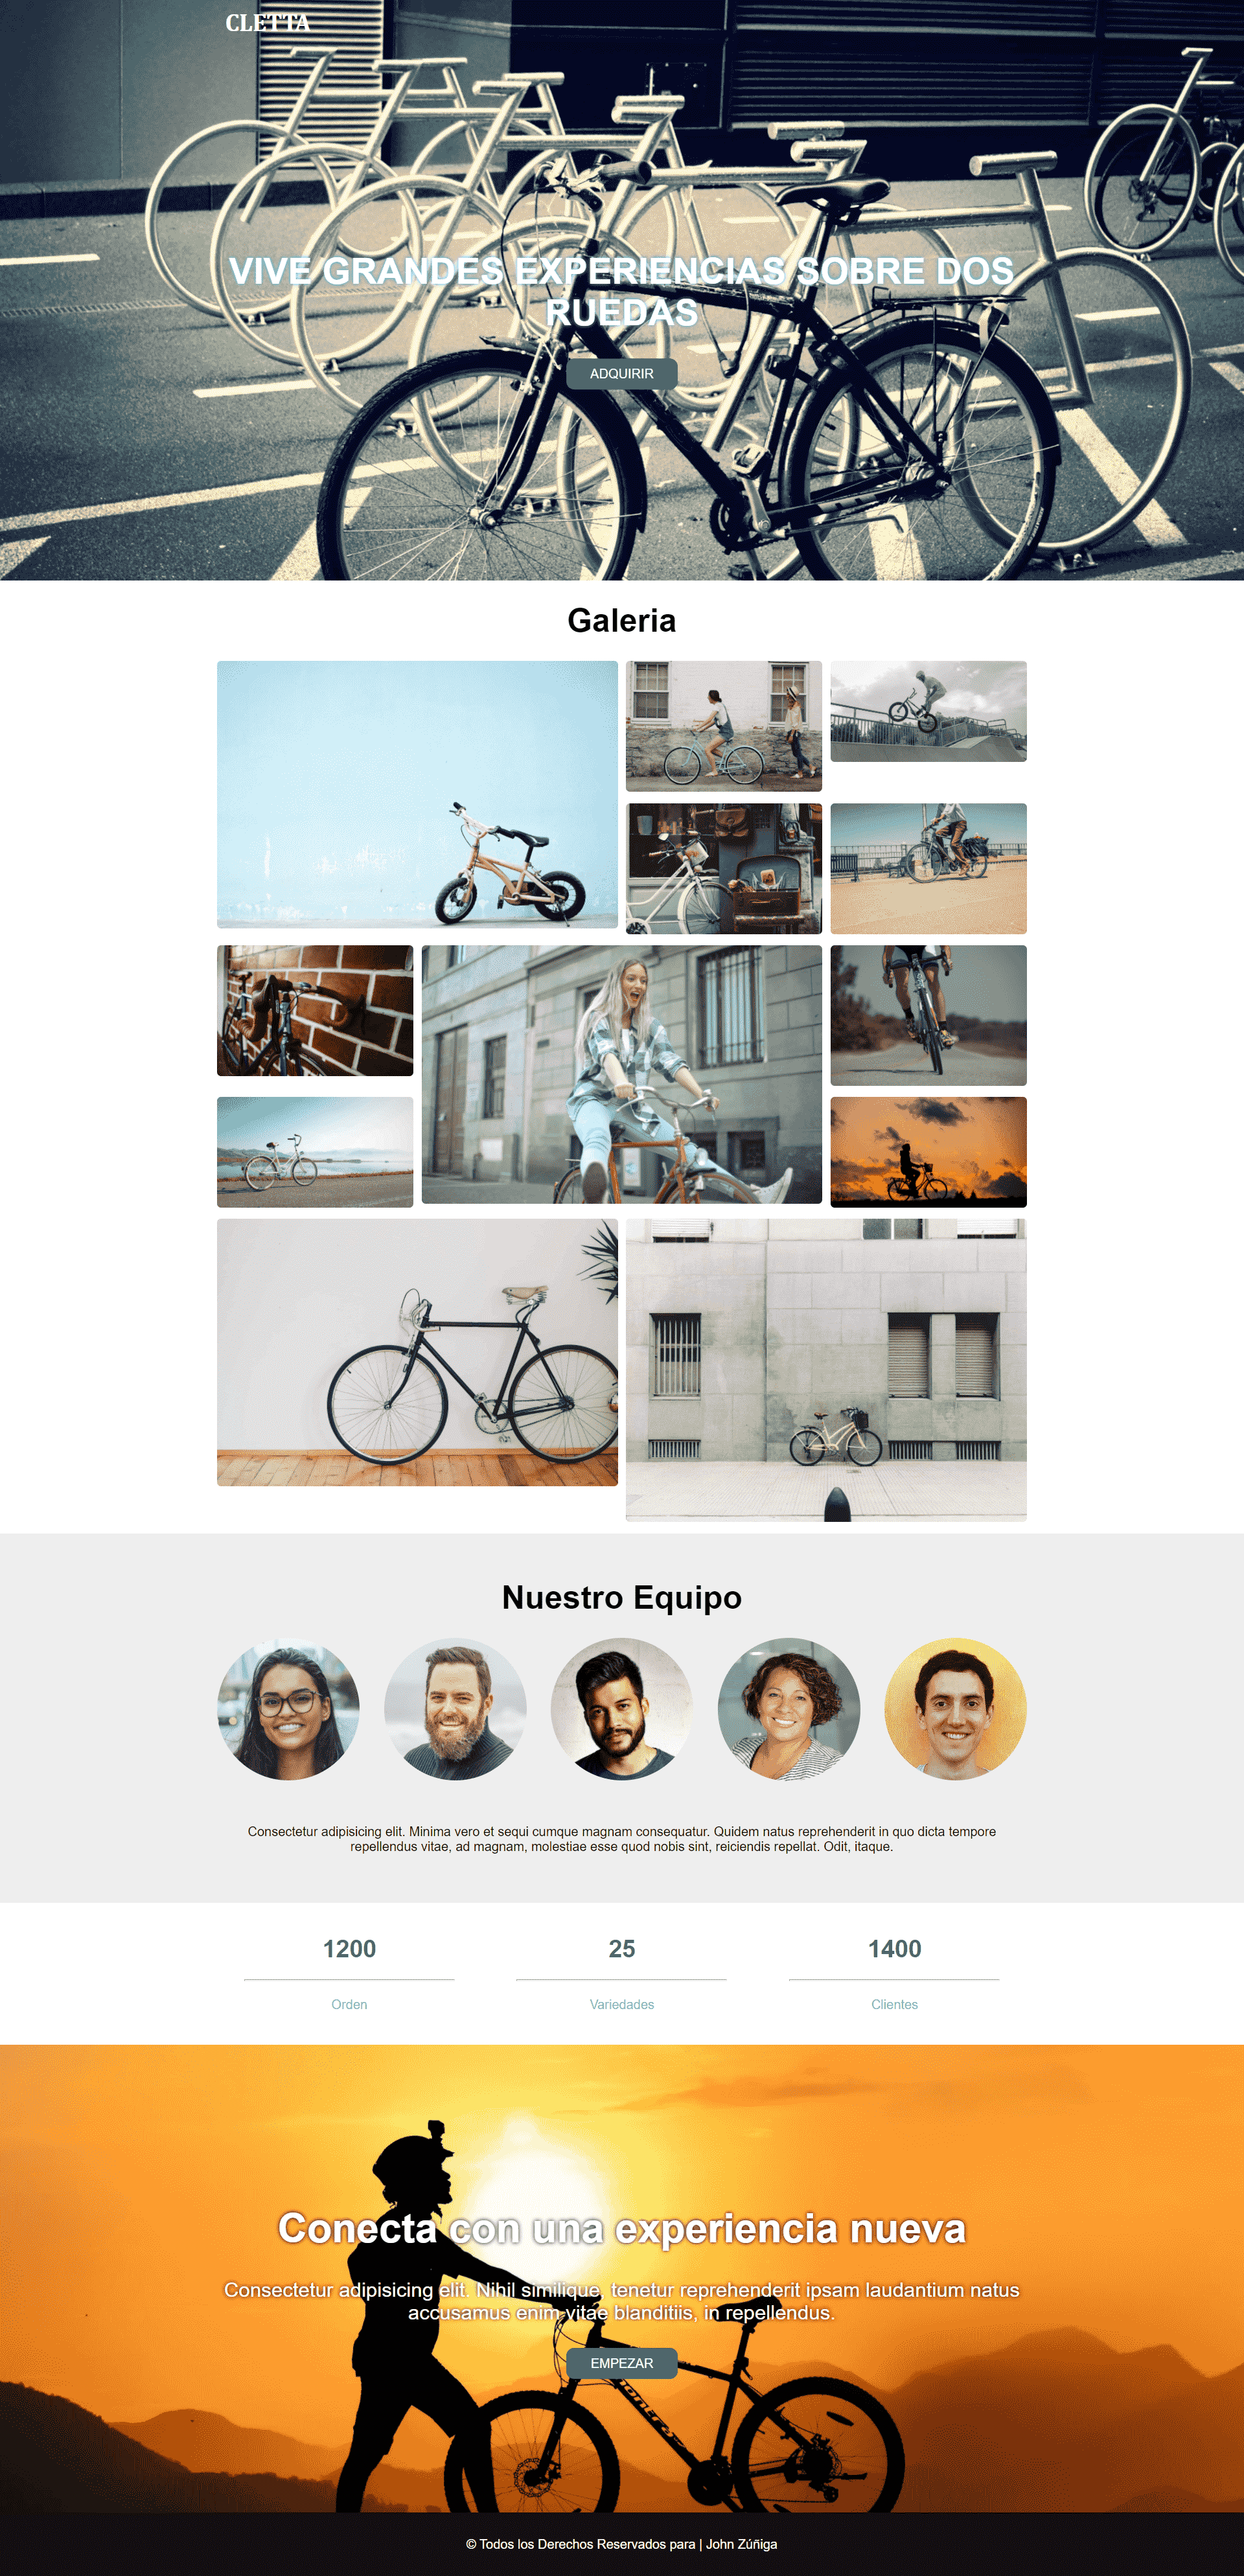 CLETTA
VIVE GRANDES EXPERIENCIAS SOBRE DOS
RUEDAS
ADQUIRIR
Galeria
Nuestro Equipo
Consectetur adipisicing elit. Minima vero et sequi cumque magnam consequatur. Quidem natus reprehenderit in quo dicta tempore
repellendus vitae, ad magnam, molestiae esse quod nobis sint, reiciendis repellat. Odit, itaque.
1200
25
1400
Orden
Variedades
Clientes
Conecta con una experiencia nueva
Consectetur adipisicing elit. Nihil similique, tenetur reprehenderit ipsam laudantium natus
accusamus enim vitae blanditiis, in repellendus.
EMPEZAR
© Todos los Derechos Reservados para | John Zúñiga